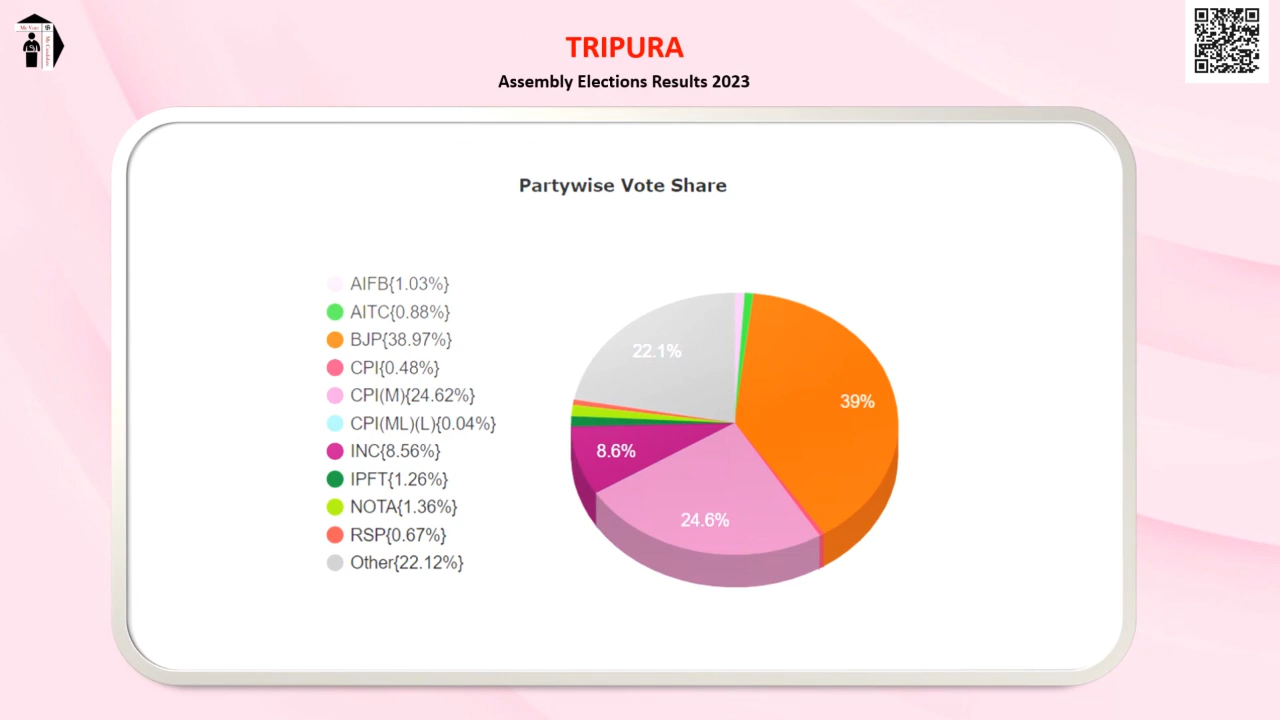 My Vote
TRIPURA
Assembly Elections Results 2023
Partywise Vote Share
AIFB{1.03%}
AITC{0.88%}
BJP{38.97%}
CPI{0.48%}
CPI(M){24.62%}
CPI(ML)(L){0.04%}
INC{8.56%}
IPFT{1.26%}
NOTA{1.36%}
RSP{0.67%}
Other{22.12%}
22.1%
39%
8.6%
24.6%